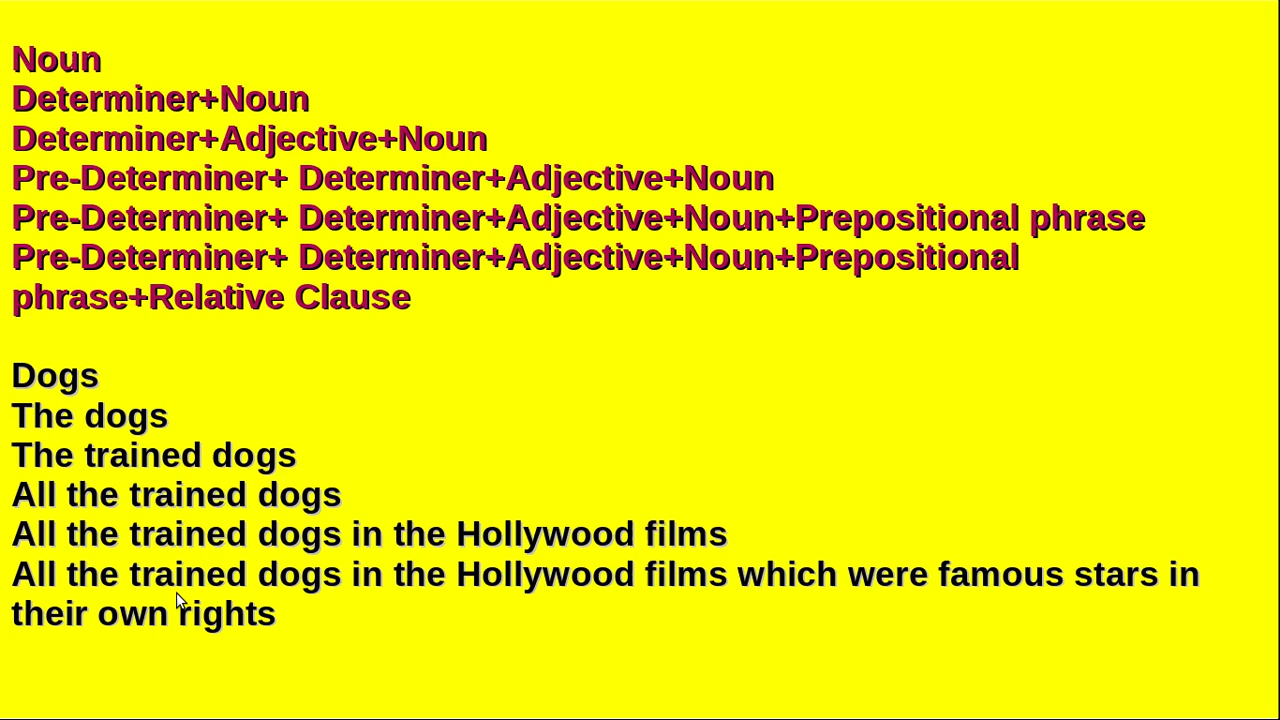 Noun
Determiner+Noun
Determiner+Adjective+Noun
Pre-Determiner+ Determiner+Adjective+Noun
Pre-Determiner+ Determiner+Adjective+Noun+Prepositional phrase
Pre-Determiner+ Determiner+Adjective+Noun+Prepositional
phrase+Relative Clause
Dogs
The dogs
The trained dogs
All the trained dogs
All the trained dogs in the Hollywood films
All the trained dogs in the Hollywood films which were famous stars in
their own rights